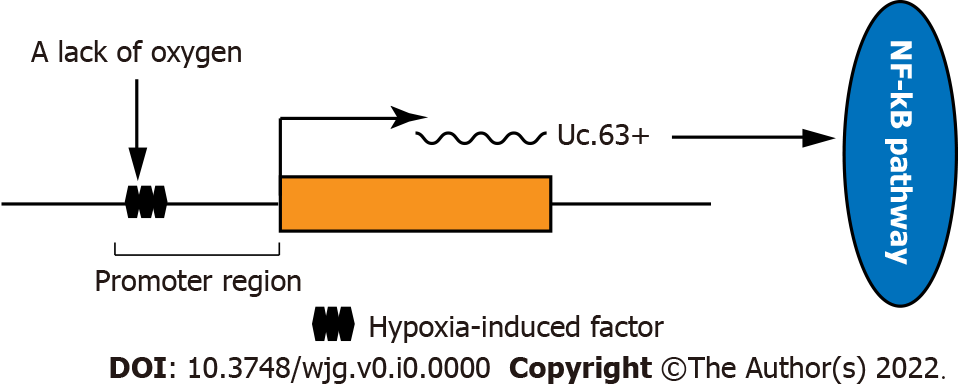 A lack of oxygen
Uc.63+
NF-kB pathway
Promoter region
Hypoxia-induced factor
DOI: 10.3748/wjg.v0.i0.0000 Copyright ©The Author(s) 2022.